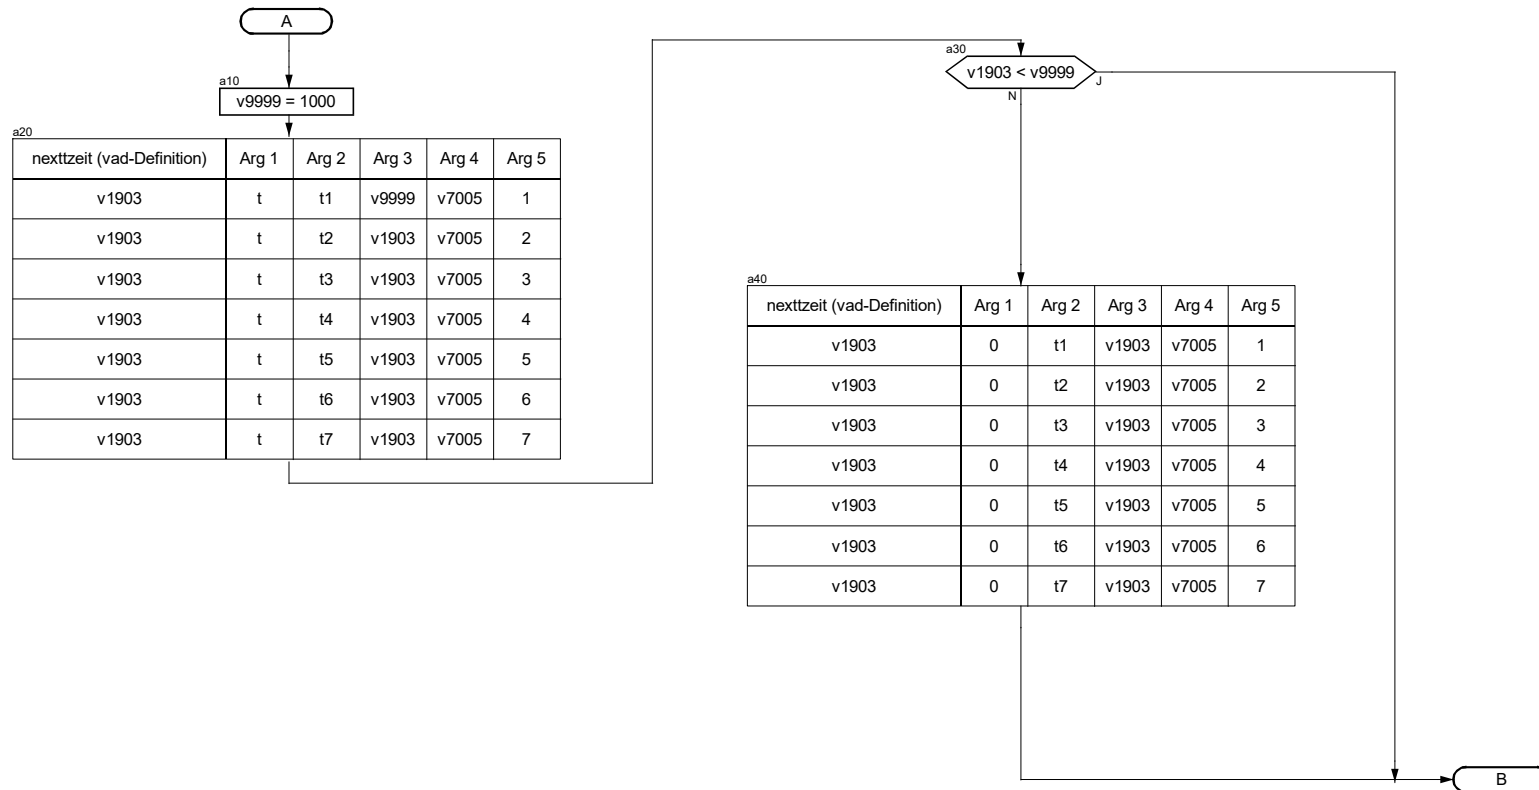 A
a10
v9999 = 1000
a20
nexttzeit (vad-Definition) Arg 1 Arg 2 Arg 3 Arg 4 Arg 5
v1903 t t1 v9999 v7005 1
v1903 t t2 v1903 v7005 2
v1903 t t3 v1903 v7005 3
v1903 t t4 v1903 v7005 4
v1903 t t5 v1903 v7005 5
v1903 t t6 v1903 v7005 6
v1903 t t7 v1903 v7005 7
a30
v1903 < v9999
J
N
a40
nexttzeit (vad-Definition) Arg 1 Arg 2 Arg 3 Arg 4 Arg 5
v1903 0 t1 v1903 v7005 1
v1903 0 t2 v1903 v7005 2
v1903 0 t3 v1903 v7005 3
v1903 0 t4 v1903 v7005 4
v1903 0 t5 v1903 v7005 5
v1903 0 t6 v1903 v7005 6
v1903 0 t7 v1903 v7005 7
B